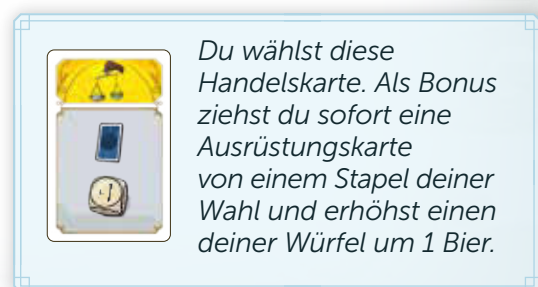 Du wählst diese
Handelskarte. Als Bonus
ziehst du sofort eine
Ausrüstungskarte
von einem Stapel deiner
Wahl und erhöhst einen
deiner Würfel um 1 Bier.